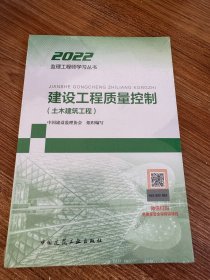 2022
监理工程师学习丛书
JIANSHE GONGCHENG ZHILIANG KONGZHI
建设工程质量控制
（土木建筑工程）
中国建设监理协会 组织编写
中国建筑工业出版社